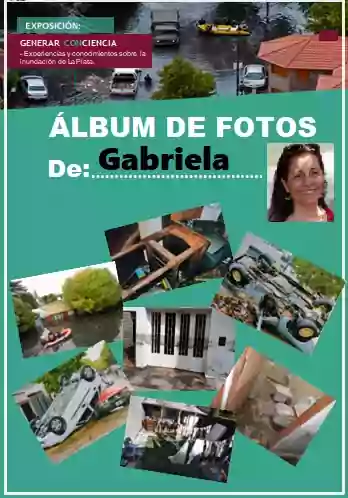 EXPOSICIÓN:
GENERAR CONCIENCIA
-Experiencias y conocimientos sobre la
inundación de La Plata.
ÁLBUM DE FOTOS
De: Gabriela